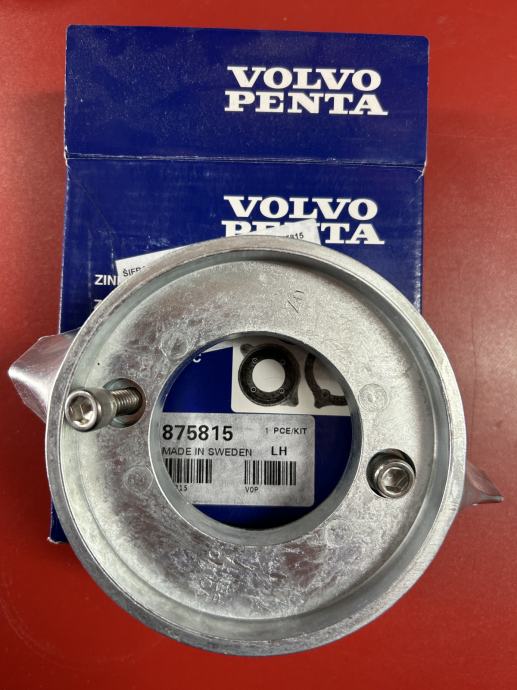 VOLVO
PENTA
VOLVO
PENTA
875815
1 PCE/KIT
MADE IN SWEDEN
LH
VOP